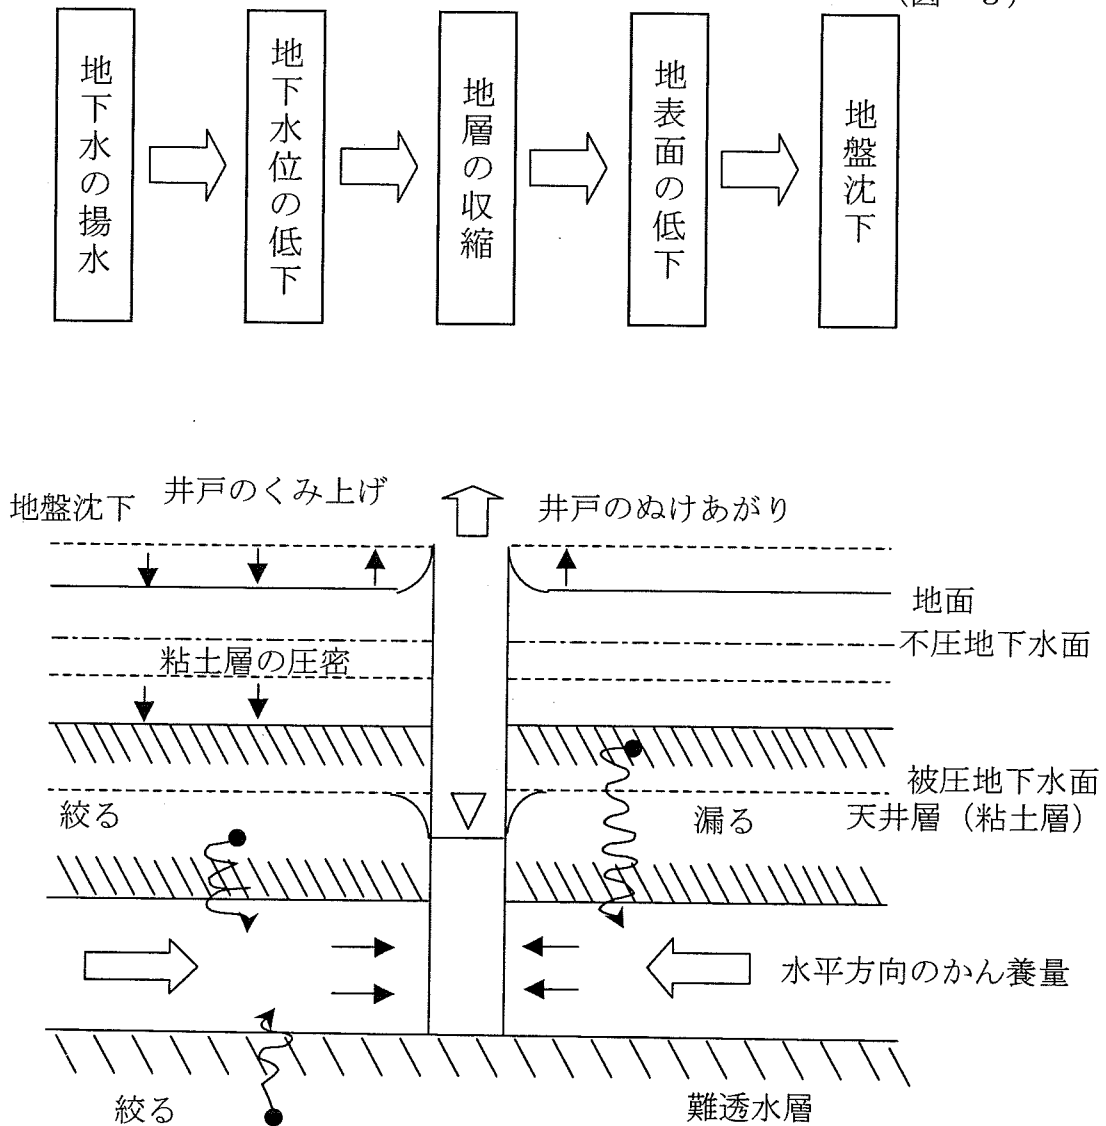 地下水の揚水
地下水位の低下
地層の収縮
地表面の低下
地盤沈下
地盤沈下
井戸のくみ上げ
井戸のぬけあがり
地面
不圧地下水面
粘土層の圧密
被圧地下水面
絞る
漏る
天井層（粘土層）
水平方向のかん養量
絞る
難透水層